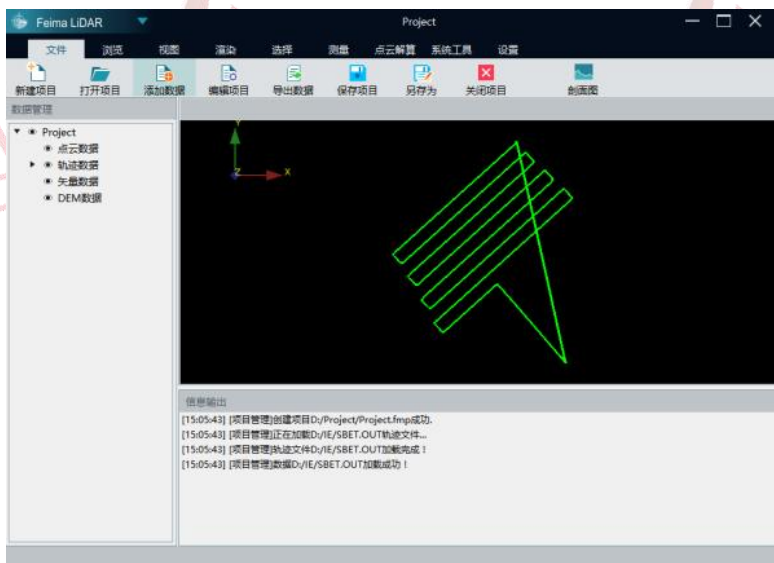 Feima LiDAR
Project
文件 浏览 视图 渲染 选择 测量 点云解算 系统工具 设置
新建项目 打开项目 添加数据 编辑项目 导出数据 保存项目 另存为 关闭项目 剖面图
数据管理
Project
点云数据
轨迹数据
矢量数据
DEM数据
Y
Z X
信息输出
[15:05:43] [项目管理]创建项目D:/Project/Project.fmp成功.
[15:05:43] [项目管理]正在加载D:/IE/SBET.OUT轨迹文件...
[15:05:43] [项目管理]轨迹文件D:/IE/SBET.OUT加载完成！
[15:05:43] [项目管理]数据D:/IE/SBET.OUT加载成功！